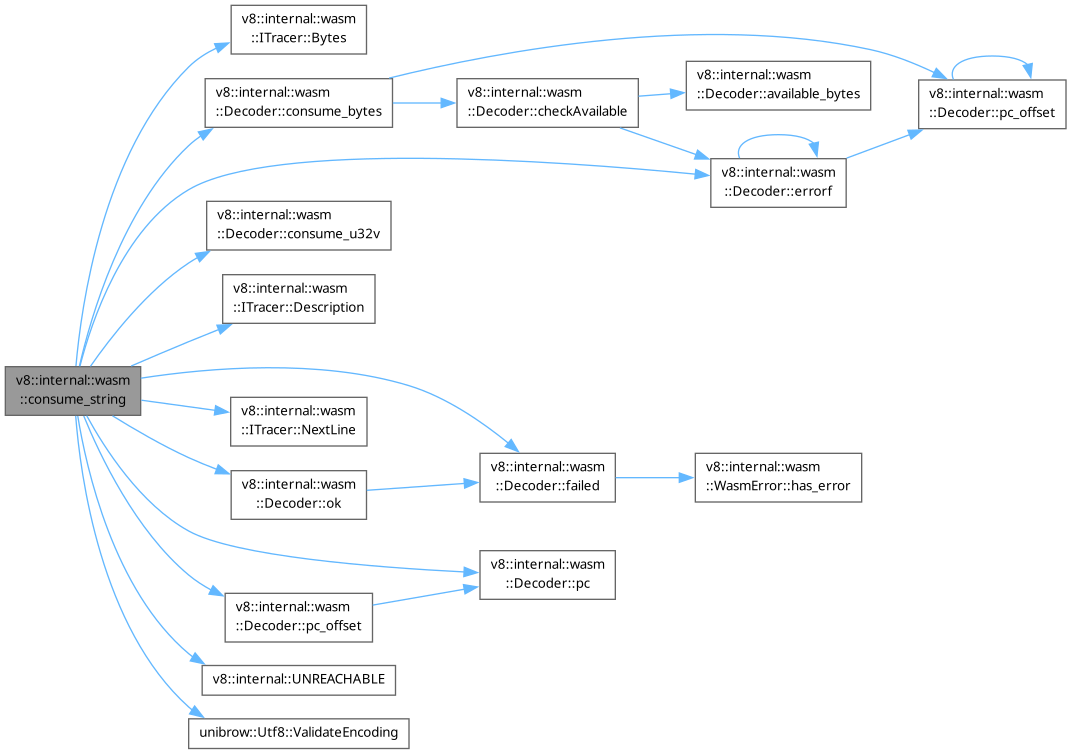 v8::internal::wasm
::ITracer::Bytes
v8::internal::wasm
::Decoder::consume_bytes
v8::internal::wasm
::Decoder::checkAvailable
v8::internal::wasm
::Decoder::available_bytes
v8::internal::wasm
::Decoder::pc_offset
v8::internal::wasm
::Decoder::errorf
v8::internal::wasm
::Decoder::consume_u32v
v8::internal::wasm
::ITracer::Description
v8::internal::wasm
::consume_string
v8::internal::wasm
::ITracer::NextLine
v8::internal::wasm
::Decoder::ok
v8::internal::wasm
::Decoder::failed
v8::internal::wasm
::WasmError::has_error
v8::internal::wasm
::Decoder::pc
v8::internal::wasm
::Decoder::pc_offset
v8::internal::UNREACHABLE
unibrow::Utf8::ValidateEncoding